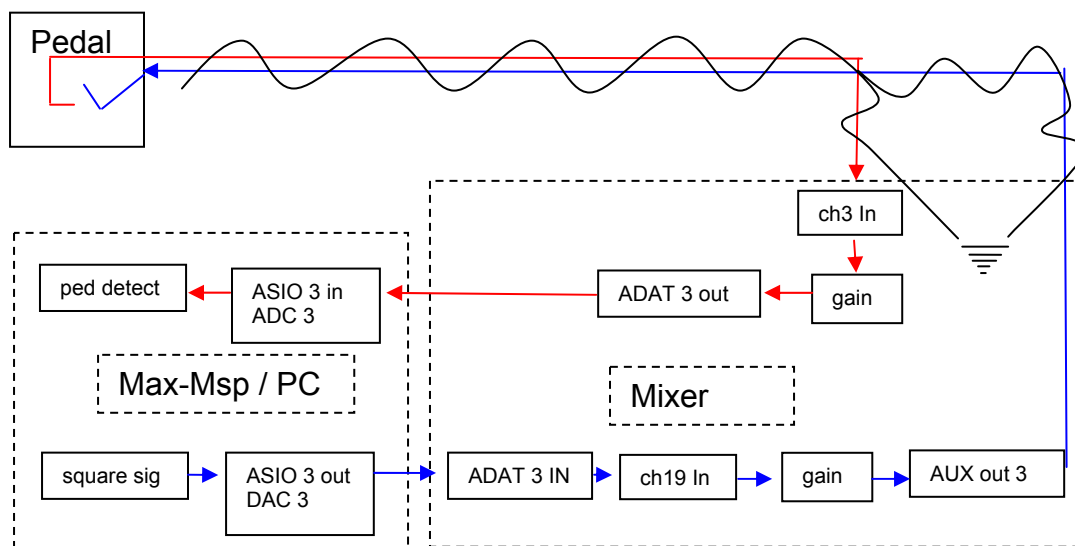 Pedal
ch3 In
ped detect
ASIO 3 in
ADC 3
ADAT 3 out
gain
Max-Msp / PC
Mixer
square sig
ASIO 3 out
DAC 3
ADAT 3 IN
ch19 In
gain
AUX out 3